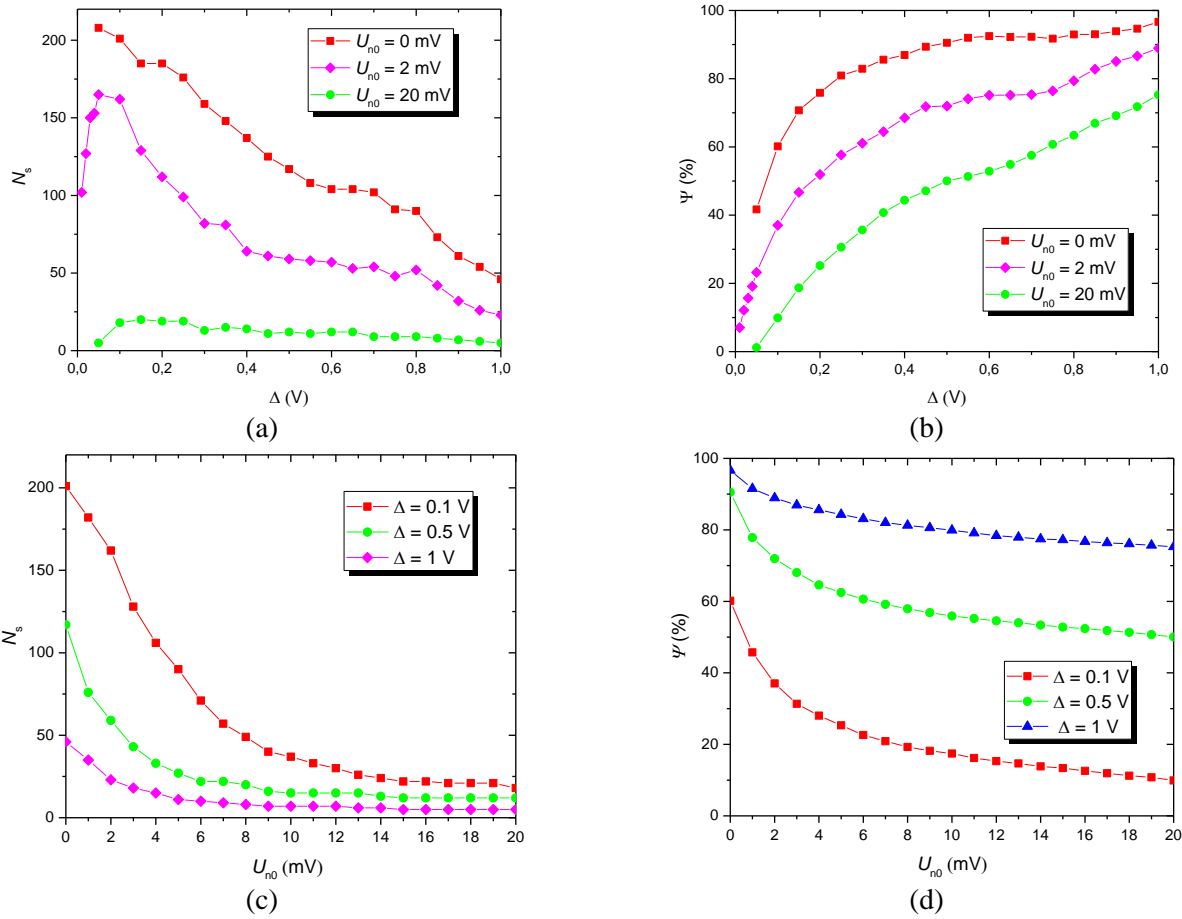 200
150
100
50
0
N_s
U_n0 = 0 mV
U_n0 = 2 mV
U_n0 = 20 mV
0,0 0,2 0,4 0,6 0,8 1,0
Δ (V)
(a)
100
80
60
40
20
0
Ψ (%)
U_n0 = 0 mV
U_n0 = 2 mV
U_n0 = 20 mV
0,0 0,2 0,4 0,6 0,8 1,0
Δ (V)
(b)
200
150
100
50
0
N_s
Δ = 0.1 V
Δ = 0.5 V
Δ = 1 V
0 2 4 6 8 10 12 14 16 18 20
U_n0 (mV)
(c)
100
80
60
40
20
0
Ψ (%)
Δ = 0.1 V
Δ = 0.5 V
Δ = 1 V
0 2 4 6 8 10 12 14 16 18 20
U_n0 (mV)
(d)